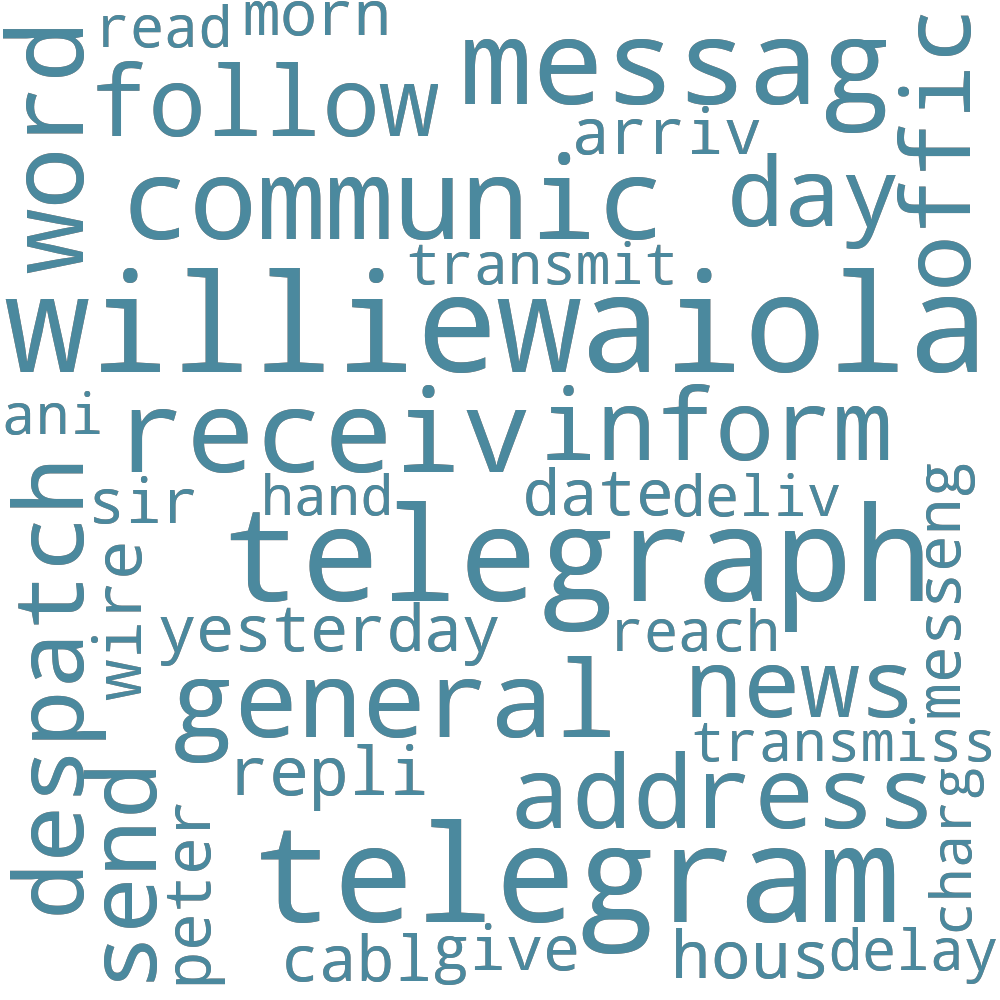 read morn
word follow messag offic
arriv
communic day
transmit
williewaiola
ani receiv inform
despatch sir hand date deliv messeng
wire telegraph
yesterday reach
general news
transmiss
send repli address
peter telegram charg
cabl give hous delay